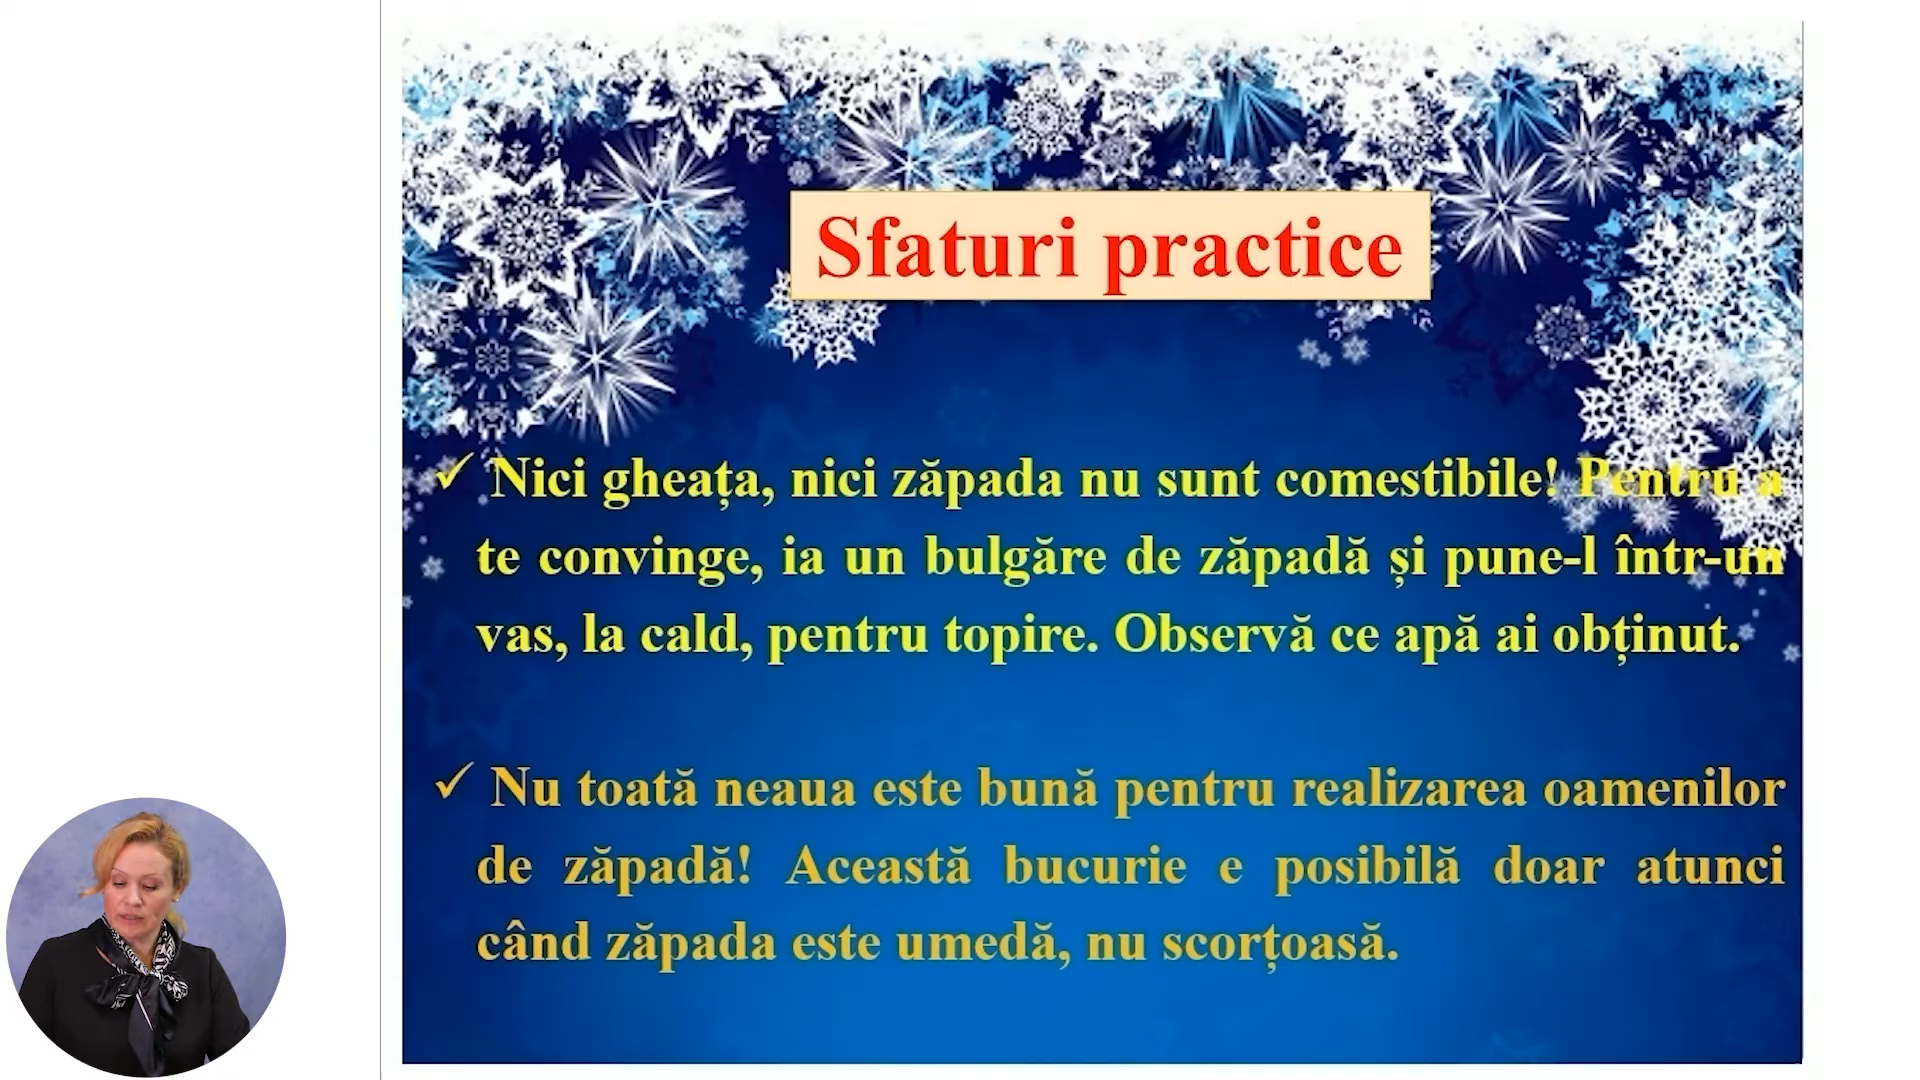 Sfaturi practice
✓ Nici gheața, nici zăpada nu sunt comestibile! Pentru a
te convinge, ia un bulgăre de zăpadă și pune-l într-un
vas, la cald, pentru topire. Observă ce apă ai obținut.
✓ Nu toată neaua este bună pentru realizarea oamenilor
de zăpadă! Această bucurie e posibilă doar atunci
când zăpada este umedă, nu scorțoasă.